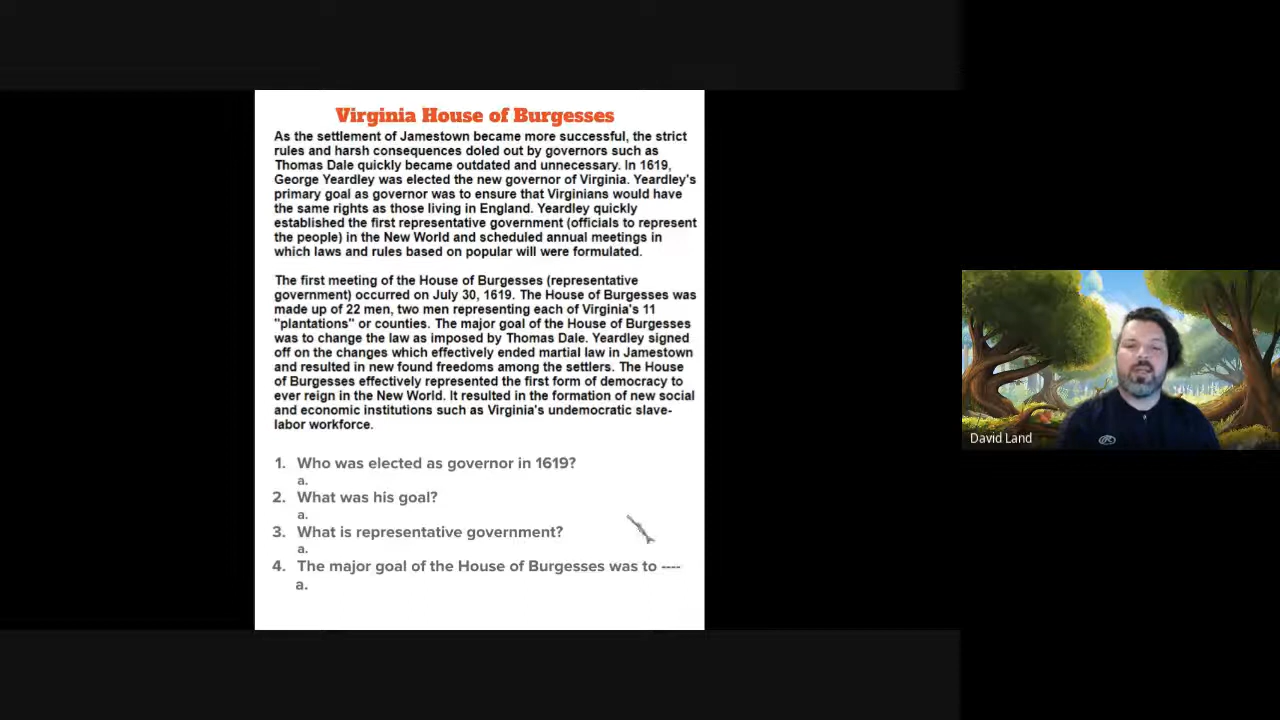 Virginia House of Burgesses
As the settlement of Jamestown became more successful, the strict
rules and harsh consequences doled out by governors such as
Thomas Dale quickly became outdated and unnecessary. In 1619,
George Yeardley was elected the new governor of Virginia. Yeardley's
primary goal as governor was to ensure that Virginians would have
the same rights as those living in England. Yeardley quickly
established the first representative government (officials to represent
the people) in the New World and scheduled annual meetings in
which laws and rules based on popular will were formulated.
The first meeting of the House of Burgesses (representative
government) occurred on July 30, 1619. The House of Burgesses was
made up of 22 men, two men representing each of Virginia's 11
"plantations" or counties. The major goal of the House of Burgesses
was to change the law as imposed by Thomas Dale. Yeardley signed
off on the changes which effectively ended martial law in Jamestown
and resulted in new found freedoms among the settlers. The House
of Burgesses effectively represented the first form of democracy to
ever reign in the New World. It resulted in the formation of new social
and economic institutions such as Virginia's undemocratic slave-
labor workforce.
1. Who was elected as governor in 1619?
a.
2. What was his goal?
a.
3. What is representative government?
a.
4. The major goal of the House of Burgesses was to ----
a.
David Land